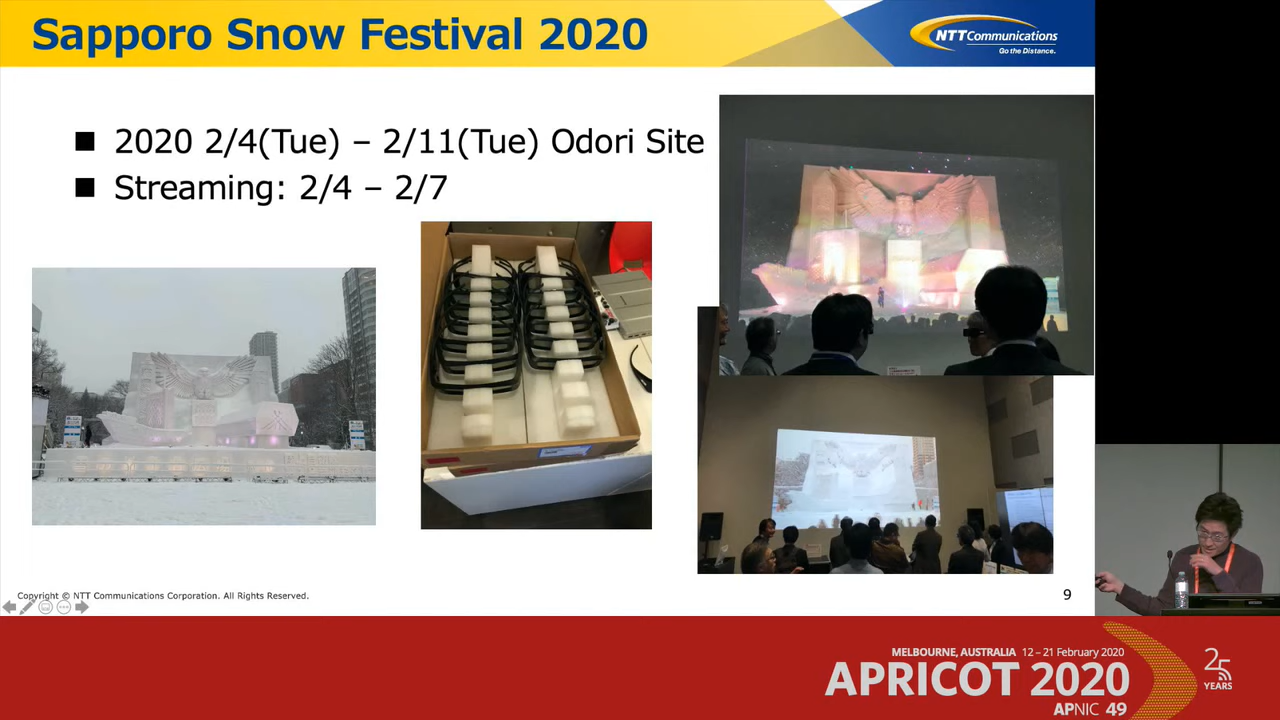 Sapporo Snow Festival 2020
NTT Communications
Go the Distance.
2020 2/4(Tue) – 2/11(Tue) Odori Site
Streaming: 2/4 – 2/7
Copyright © NTT Communications Corporation. All Rights Reserved.
9
MELBOURNE, AUSTRALIA 12 – 21 February 2020
APRICOT 2020
APNIC 49
25
YEARS